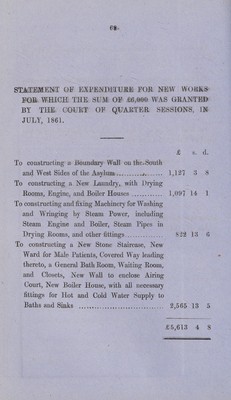 STATEMENT OF EXPENDITURE FOR NEW WORKS
FOR WHICH THE SUM OF £6,000 WAS GRANTED
BY THE COURT OF QUARTER SESSIONS, IN
JULY, 1861.
£ s. d.
To constructing a Boundary Wall on the South
and West Sides of the Asylum ............ 1,127 3 8
To constructing a New Laundry, with Drying
Rooms, Engine, and Boiler Houses ............ 1,097 14 1
To constructing and fixing Machinery for Washing
and Wringing by Steam Power, including
Steam Engine and Boiler, Steam Pipes in
Drying Rooms, and other fittings ............ 822 13 6
To constructing a New Stone Staircase, New
Ward for Male Patients, Covered Way leading
thereto, a General Bath Room, Waiting Room,
and Closets, New Wall to enclose Airing
Court, New Boiler House, with all necessary
fittings for Hot and Cold Water Supply to
Baths and Sinks ............ 2,565 13 5
£5,613 4 8